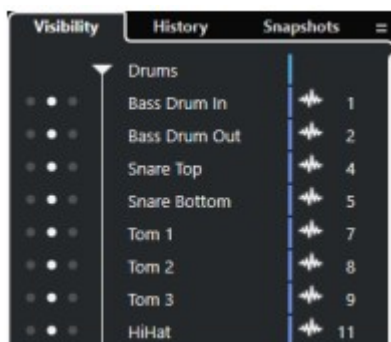 Visibility History Snapshots
Drums
Bass Drum In 1
Bass Drum Out 2
Snare Top 4
Snare Bottom 5
Tom 1 7
Tom 2 8
Tom 3 9
HiHat 11